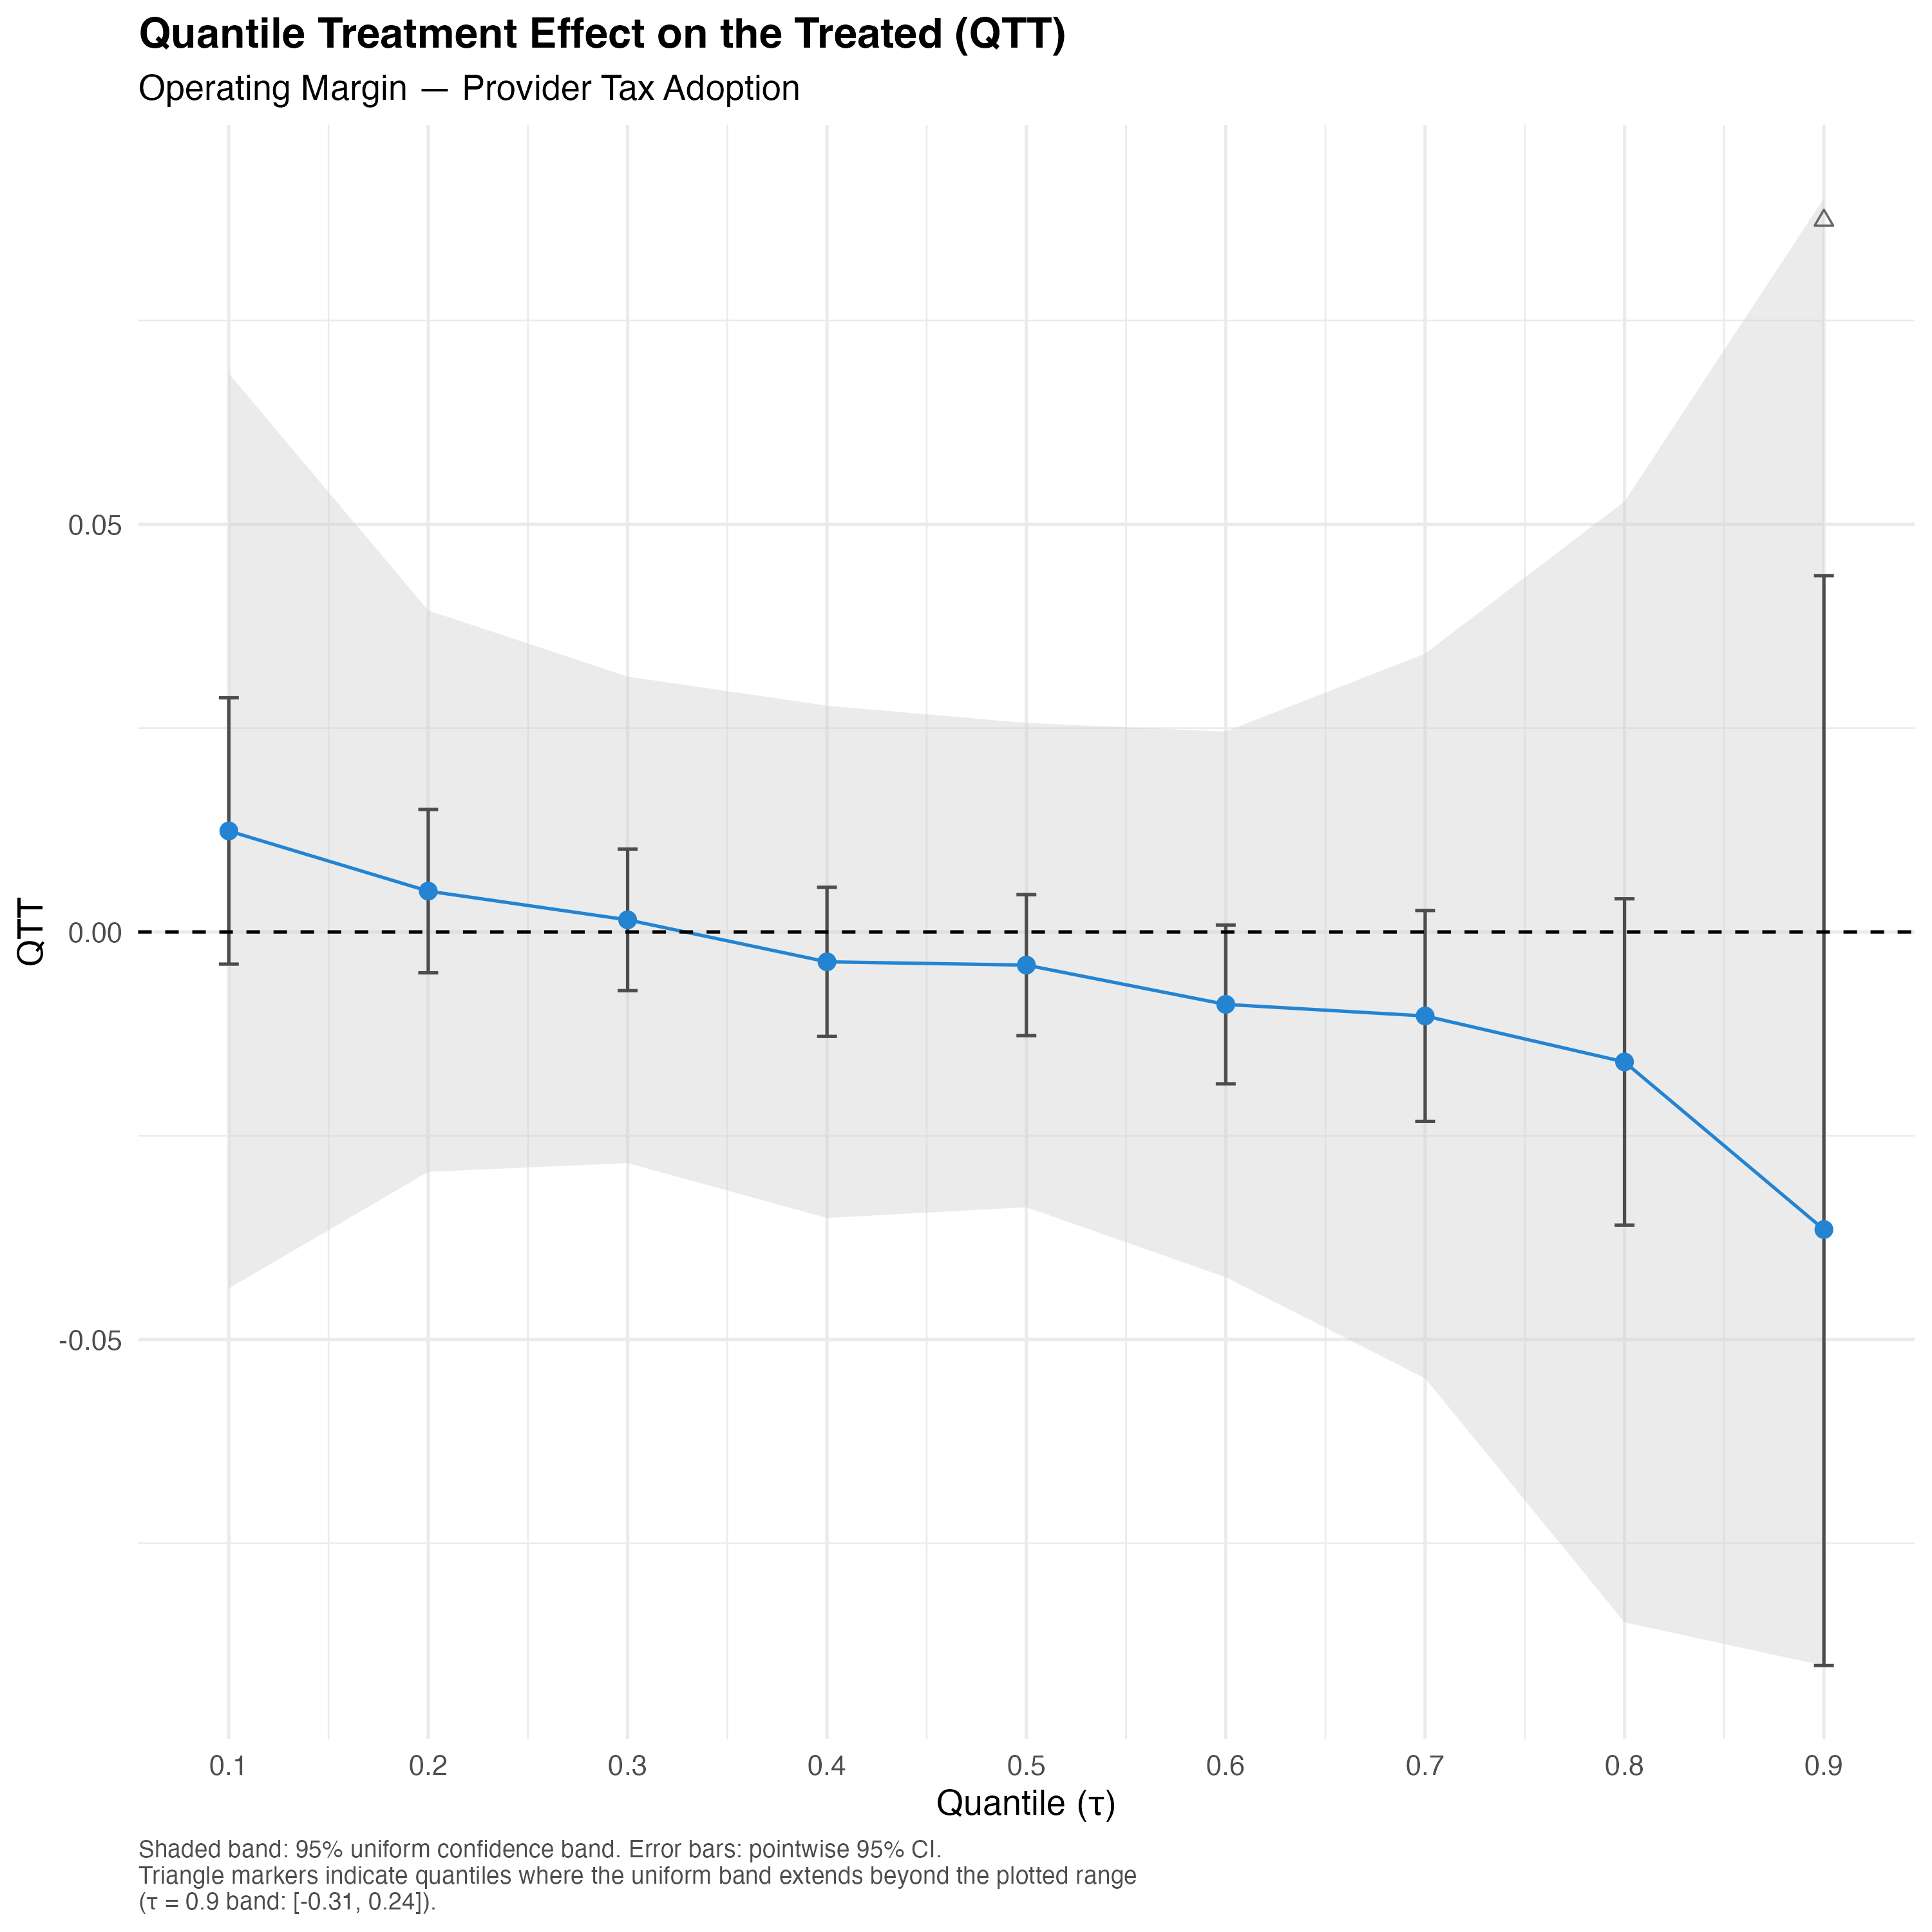 Quantile Treatment Effect on the Treated (QTT)
Operating Margin — Provider Tax Adoption
QTT
0.05
0.00
-0.05
0.1 0.2 0.3 0.4 0.5 0.6 0.7 0.8 0.9
Quantile (τ)
Shaded band: 95% uniform confidence band. Error bars: pointwise 95% CI.
Triangle markers indicate quantiles where the uniform band extends beyond the plotted range
(τ = 0.9 band: [-0.31, 0.24]).